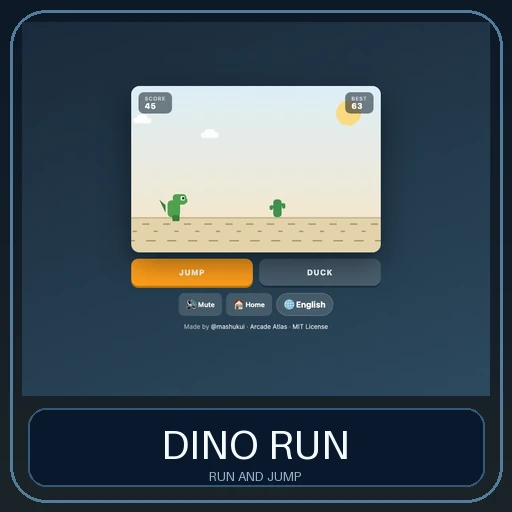 SCORE
45
BEST
63
JUMP
DUCK
Mute
Home
English
Made by @mashukui · Arcade Atlas · MIT License
DINO RUN
RUN AND JUMP